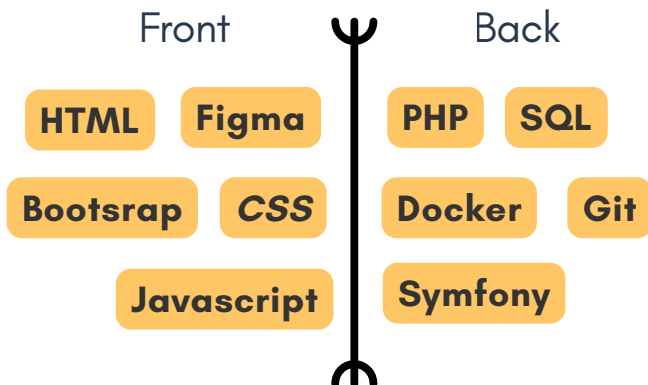 Front
Back
HTML
Figma
PHP
SQL
Bootsrap
CSS
Docker
Git
Javascript
Symfony